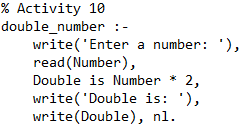 % Activity 10
double_number :-
    write('Enter a number: '),
    read(Number),
    Double is Number * 2,
    write('Double is: '),
    write(Double), nl.